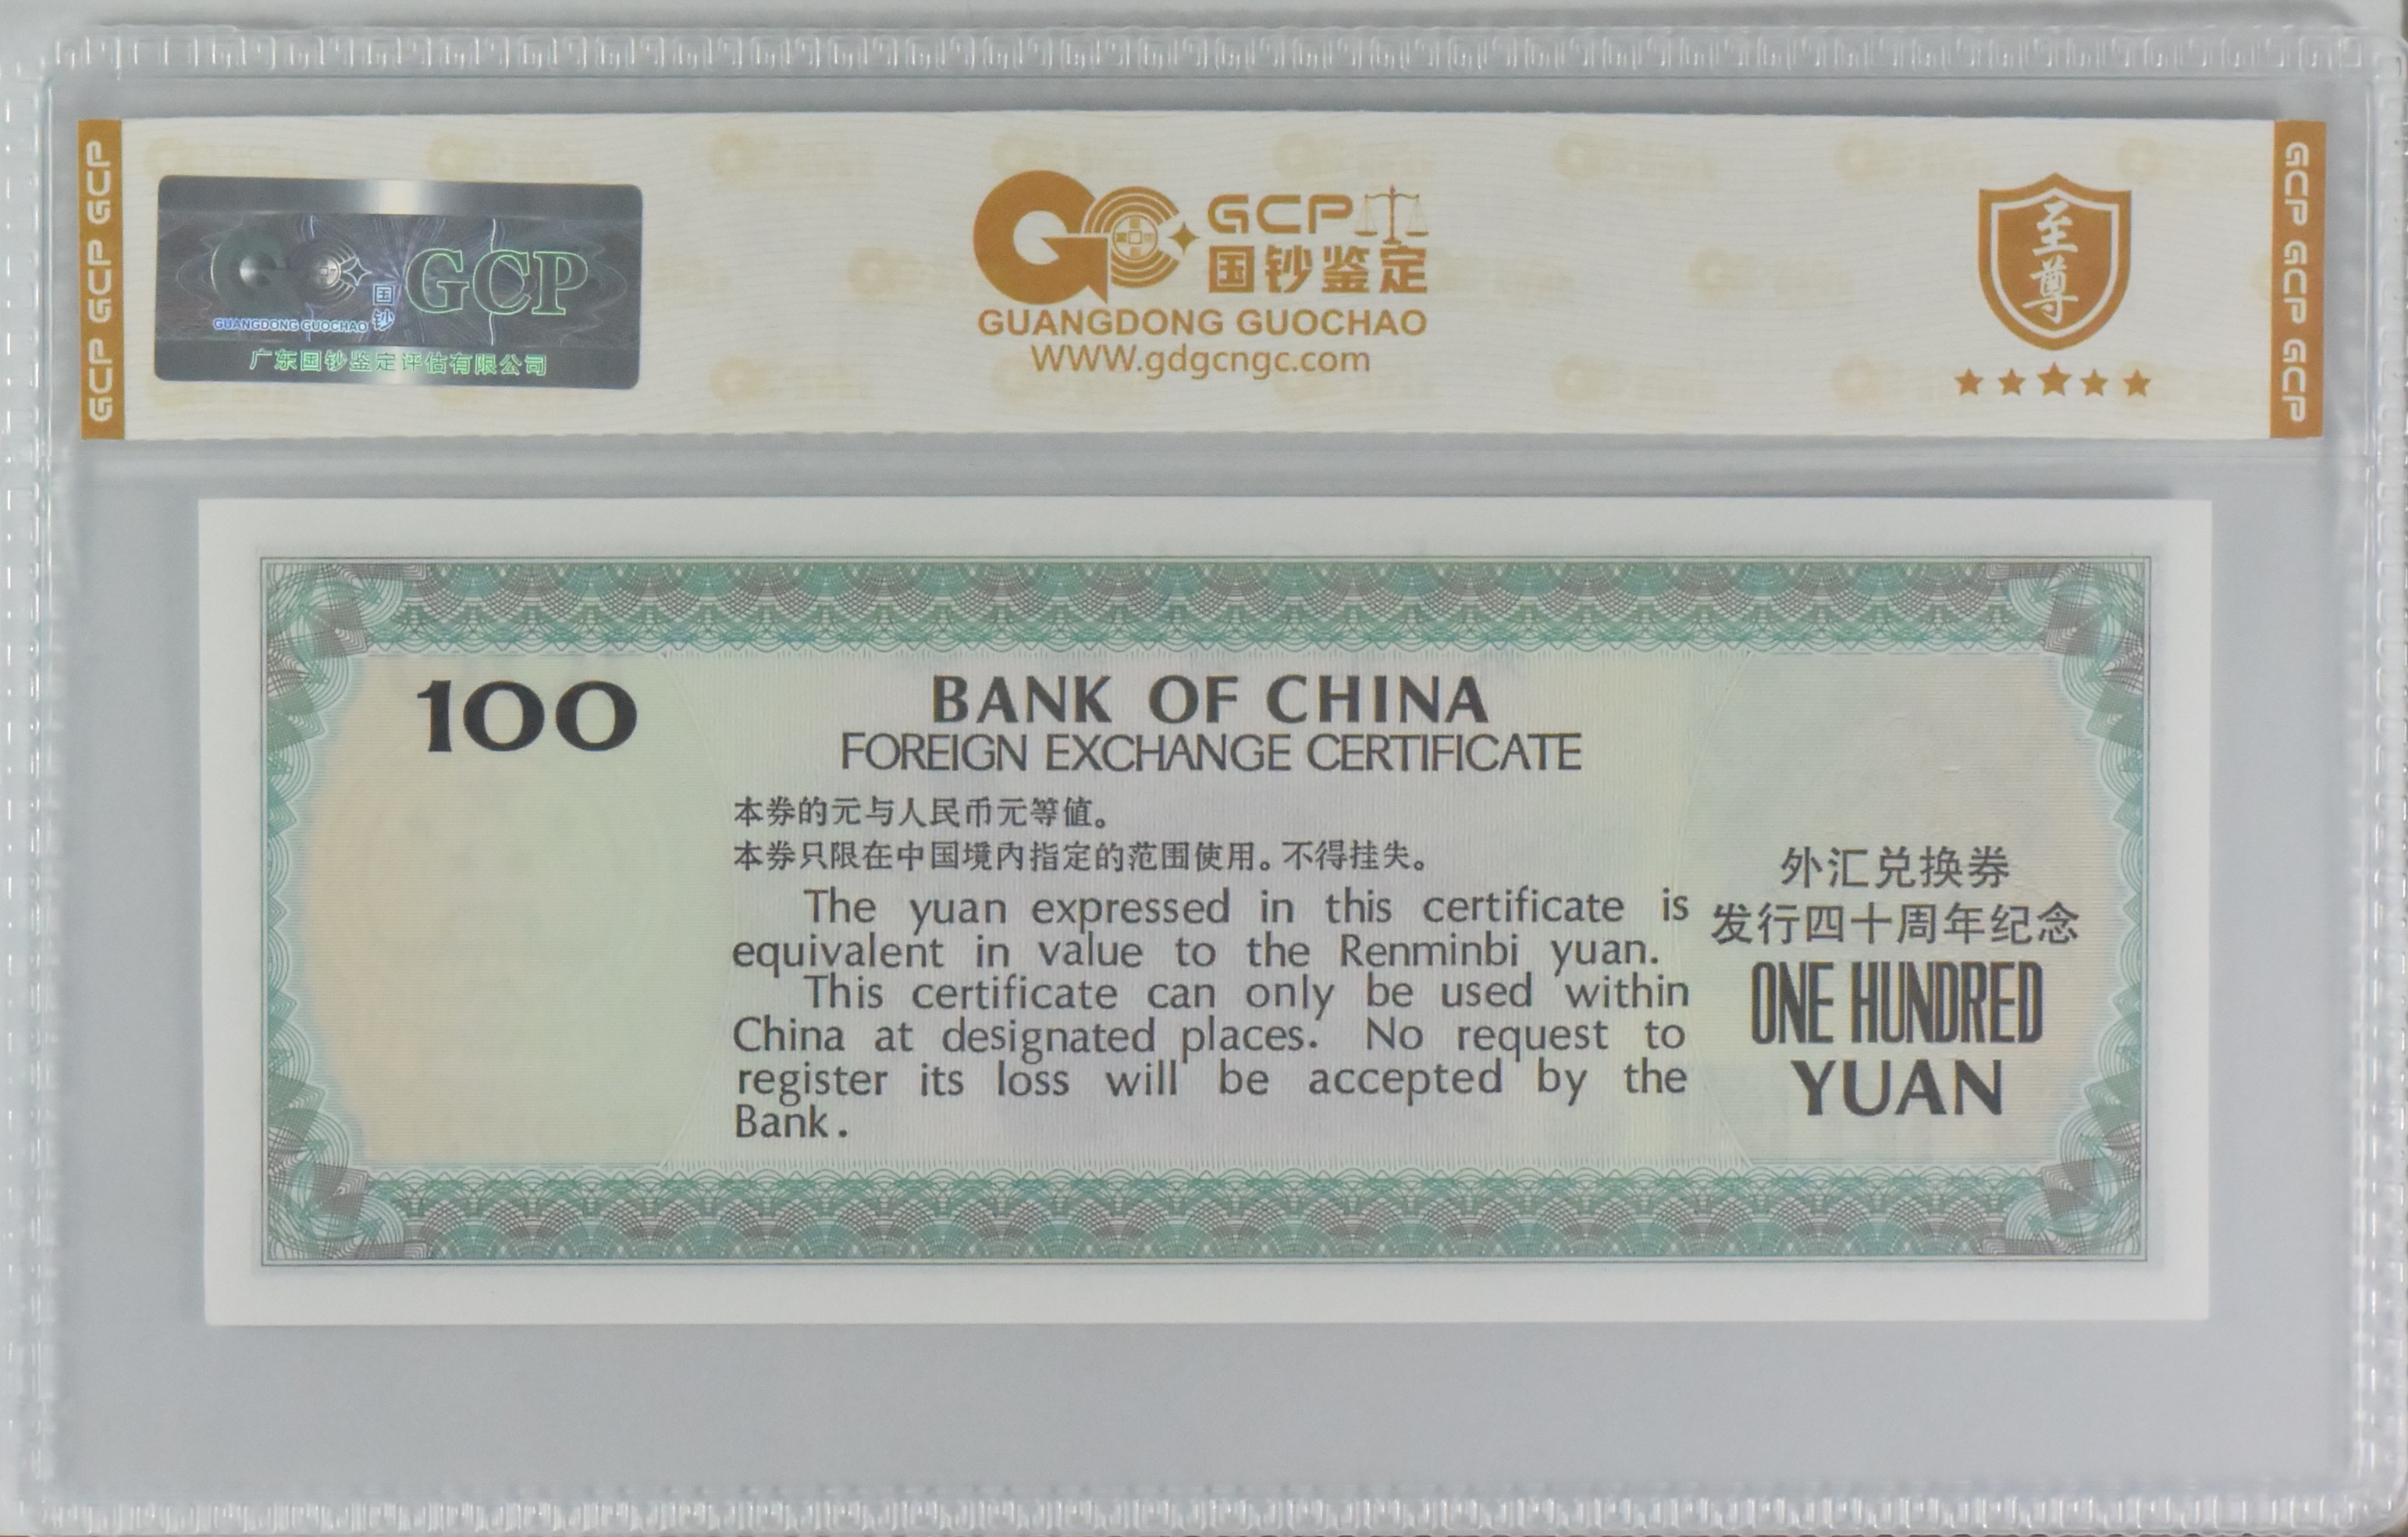 GCP GCP GCP
GCP
国
钞
GUANGDONG GUOCHAO
广东国钞鉴定评估有限公司
GCP
国钞鉴定
GUANGDONG GUOCHAO
WWW.gdgcngc.com
至
尊
GCP GCP GCP
100
BANK OF CHINA
FOREIGN EXCHANGE CERTIFICATE
本券的元与人民币元等值。
本券只限在中国境内指定的范围使用。不得挂失。
The yuan expressed in this certificate is
equivalent in value to the Renminbi yuan.
This certificate can only be used within
China at designated places. No request to
register its loss will be accepted by the
Bank.
外汇兑换券
发行四十周年纪念
ONE HUNDRED
YUAN